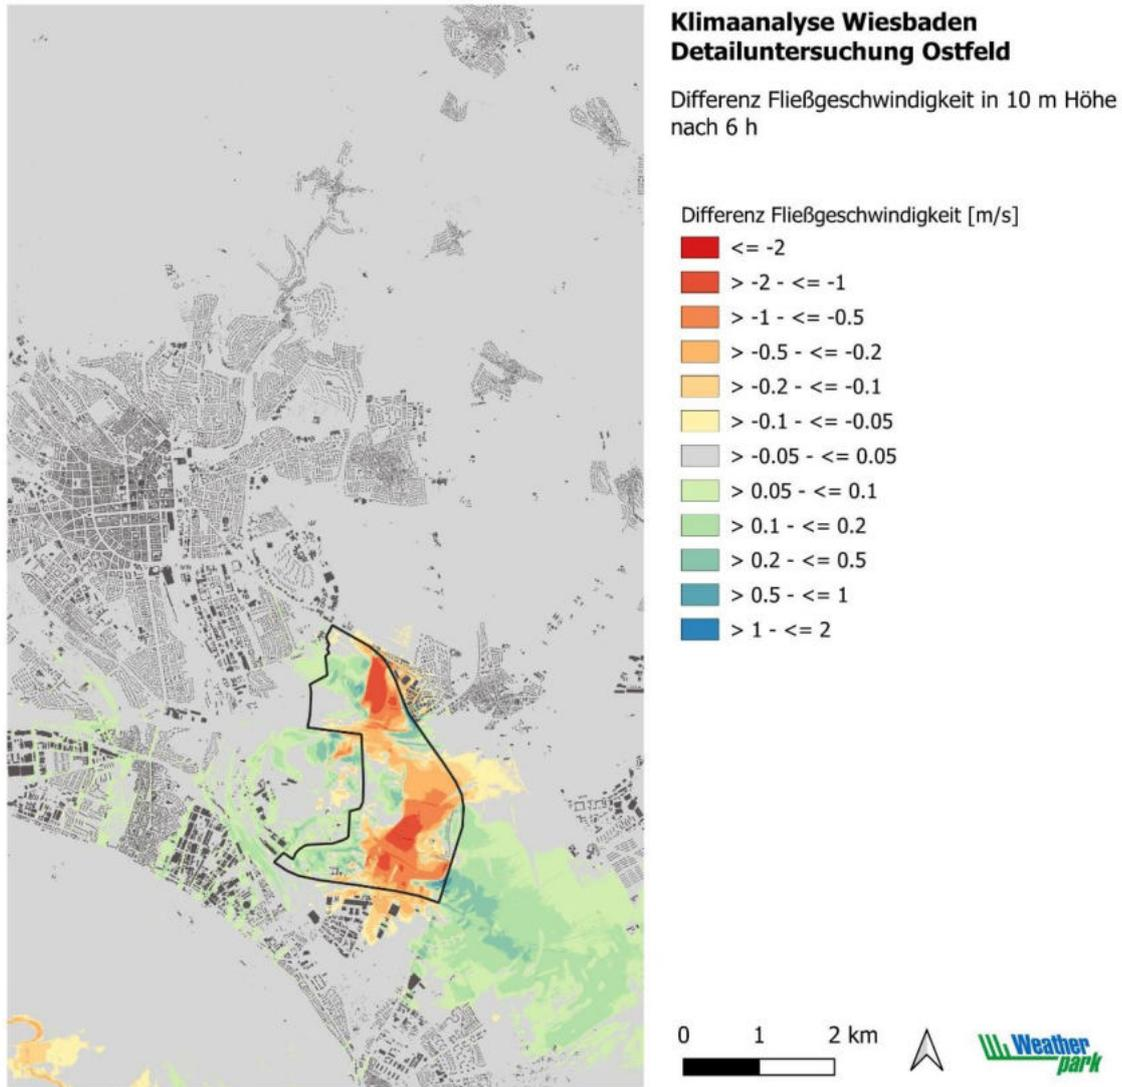 Klimaanalyse Wiesbaden
Detailuntersuchung Ostfeld
Differenz Fließgeschwindigkeit in 10 m Höhe
nach 6 h
Differenz Fließgeschwindigkeit [m/s]
<= -2
> -2 - <= -1
> -1 - <= -0.5
> -0.5 - <= -0.2
> -0.2 - <= -0.1
> -0.1 - <= -0.05
> -0.05 - <= 0.05
> 0.05 - <= 0.1
> 0.1 - <= 0.2
> 0.2 - <= 0.5
> 0.5 - <= 1
> 1 - <= 2
0 1 2 km
Weather
park